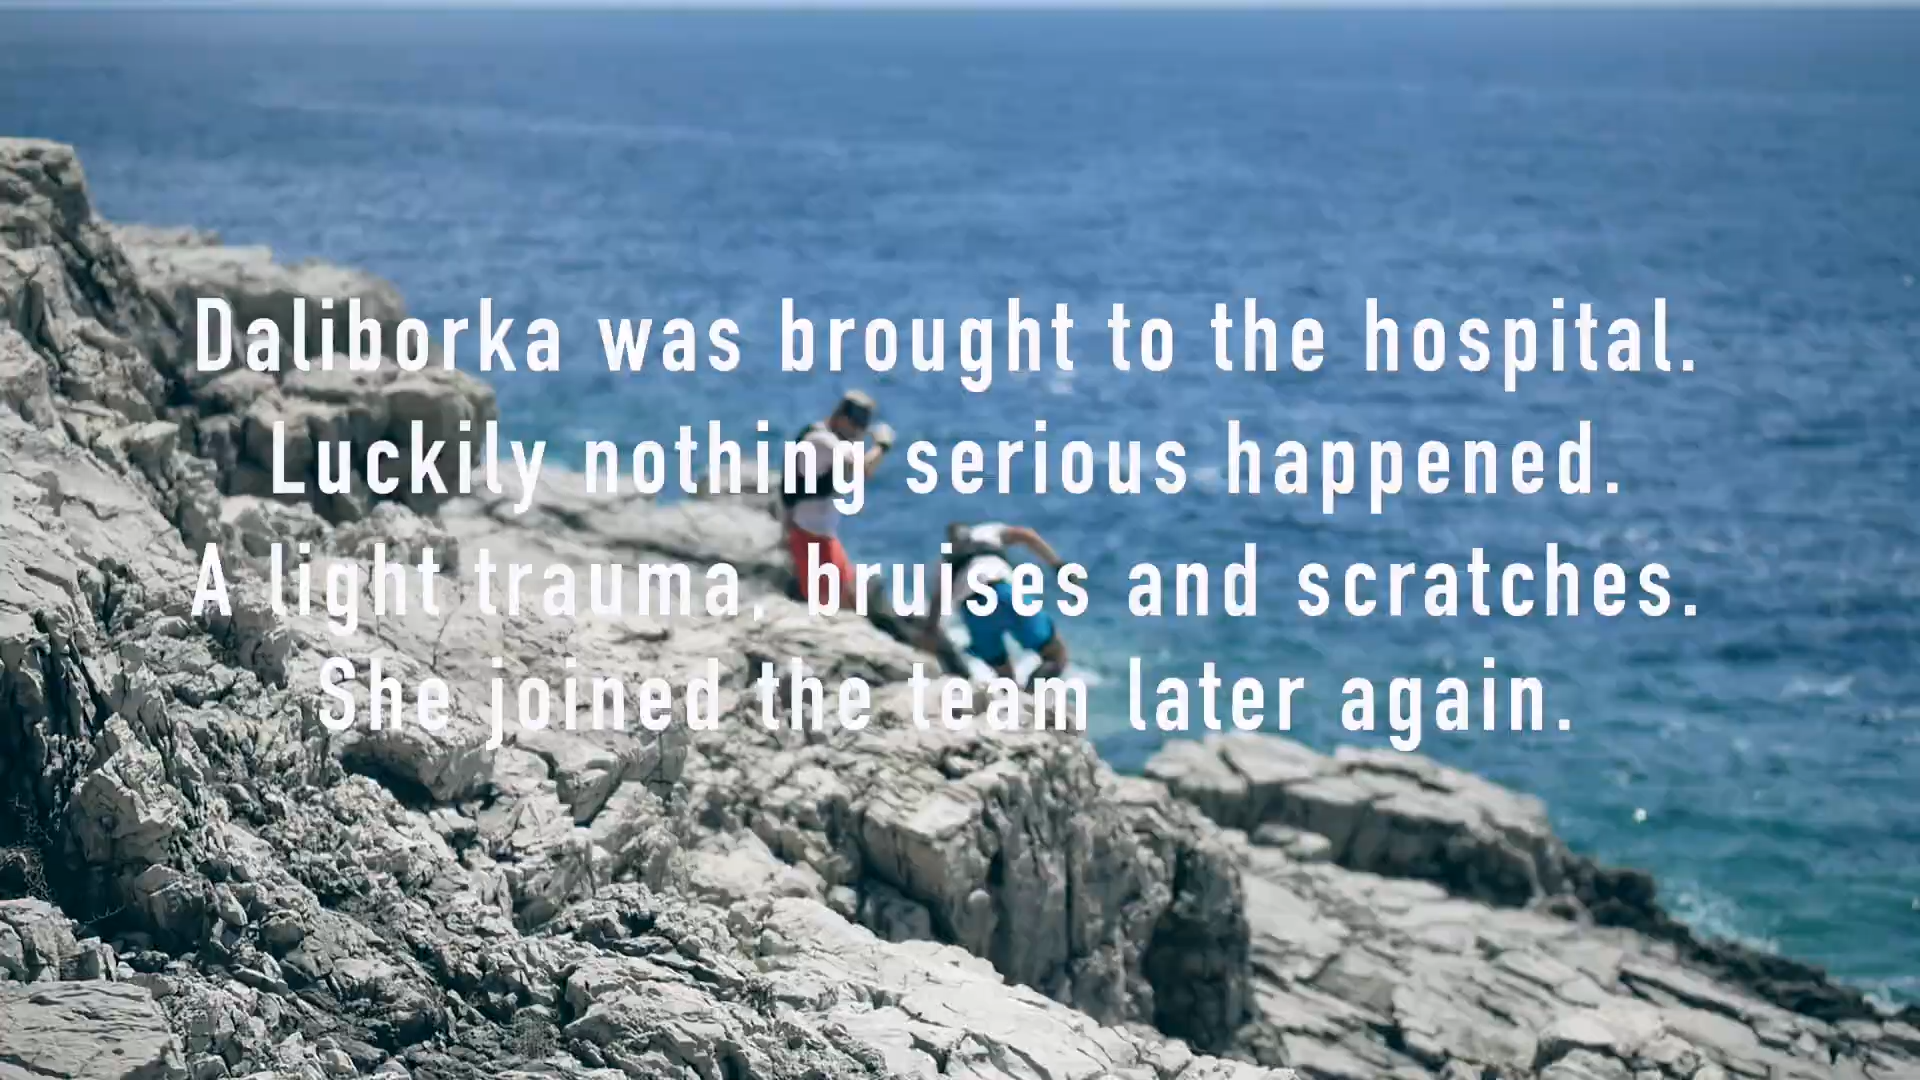 Daliborka was brought to the hospital.
Luckily nothing serious happened.
A light trauma, bruises and scratches.
She joined the team later again.